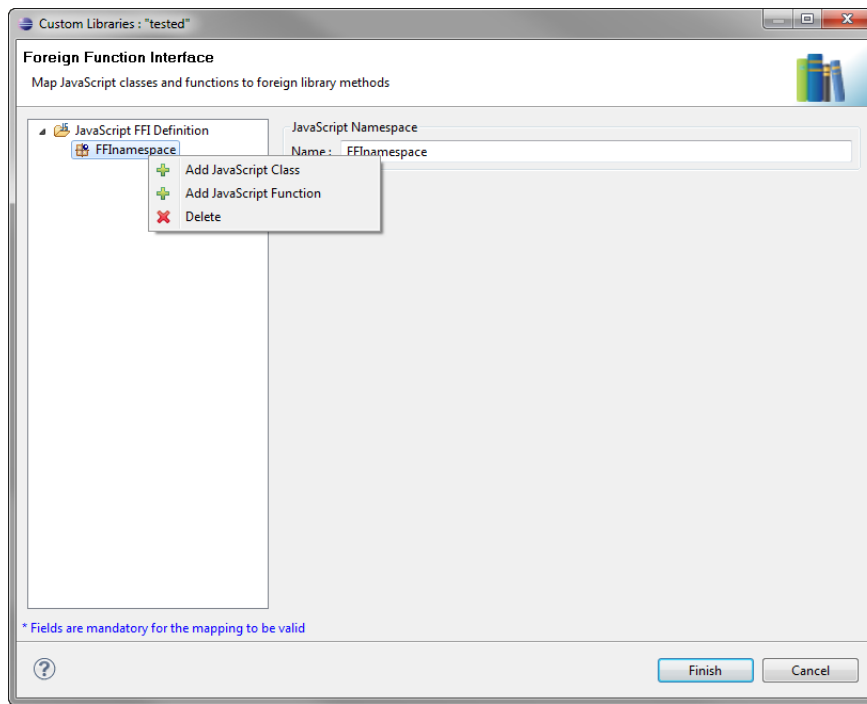 Custom Libraries : "tested"
Foreign Function Interface
Map JavaScript classes and functions to foreign library methods
JavaScript FFI Definition
FFInamespace
Add JavaScript Class
Add JavaScript Function
Delete
JavaScript Namespace
Name : FFInamespace
* Fields are mandatory for the mapping to be valid
?
Finish
Cancel